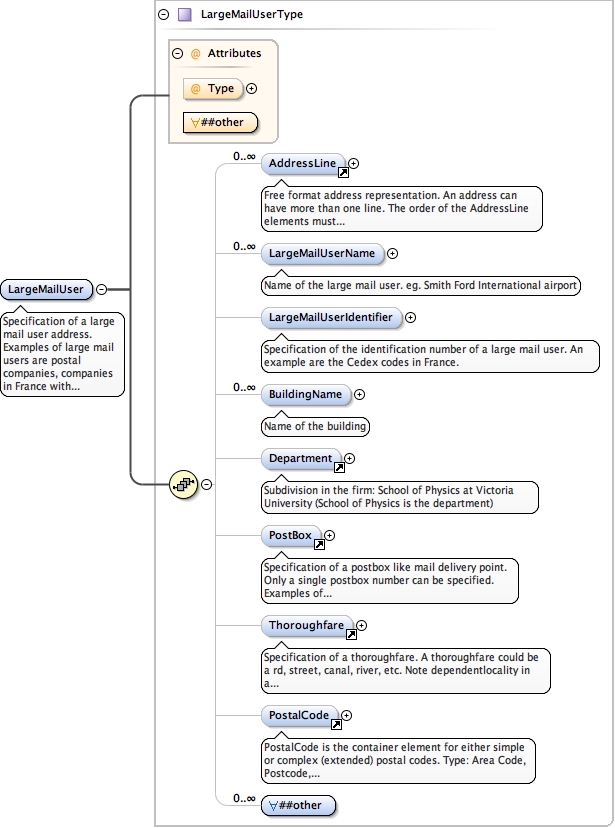 LargeMailUserType
@ Attributes
@ Type
∀##other
0..∞
AddressLine
Free format address representation. An address can
have more than one line. The order of the AddressLine
elements must...
0..∞
LargeMailUserName
Name of the large mail user. eg. Smith Ford International airport
LargeMailUser
Specification of a large
mail user address.
Examples of large mail
users are postal
companies, companies
in France with...
LargeMailUserIdentifier
Specification of the identification number of a large mail user. An
example are the Cedex codes in France.
0..∞
BuildingName
Name of the building
Department
Subdivision in the firm: School of Physics at Victoria
University (School of Physics is the department)
PostBox
Specification of a postbox like mail delivery point.
Only a single postbox number can be specified.
Examples of...
Thoroughfare
Specification of a thoroughfare. A thoroughfare could be
a rd, street, canal, river, etc. Note dependentlocality in
a...
PostalCode
PostalCode is the container element for either simple
or complex (extended) postal codes. Type: Area Code,
Postcode,...
0..∞
∀##other